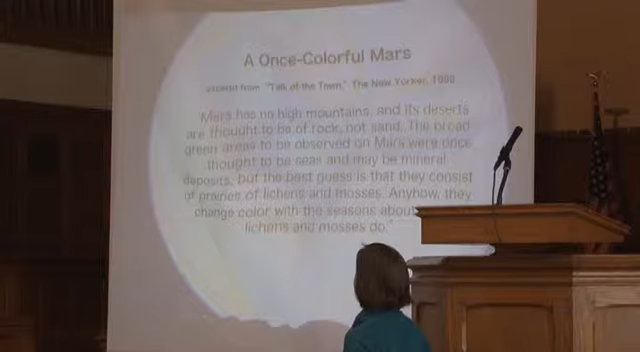 A Once-Colorful Mars
excerpt from "Talk of the Town," The New Yorker,
"Mars has no high mountains, and its deserts
are thought to be of rock, not sand. The broad
green areas to be observed on Mars were once
thought to be seas and may be mineral
deposits, but the best guess is that they consist
of prairies of lichens and mosses. Anyhow, they
change color with the seasons about
lichens and mosses do."